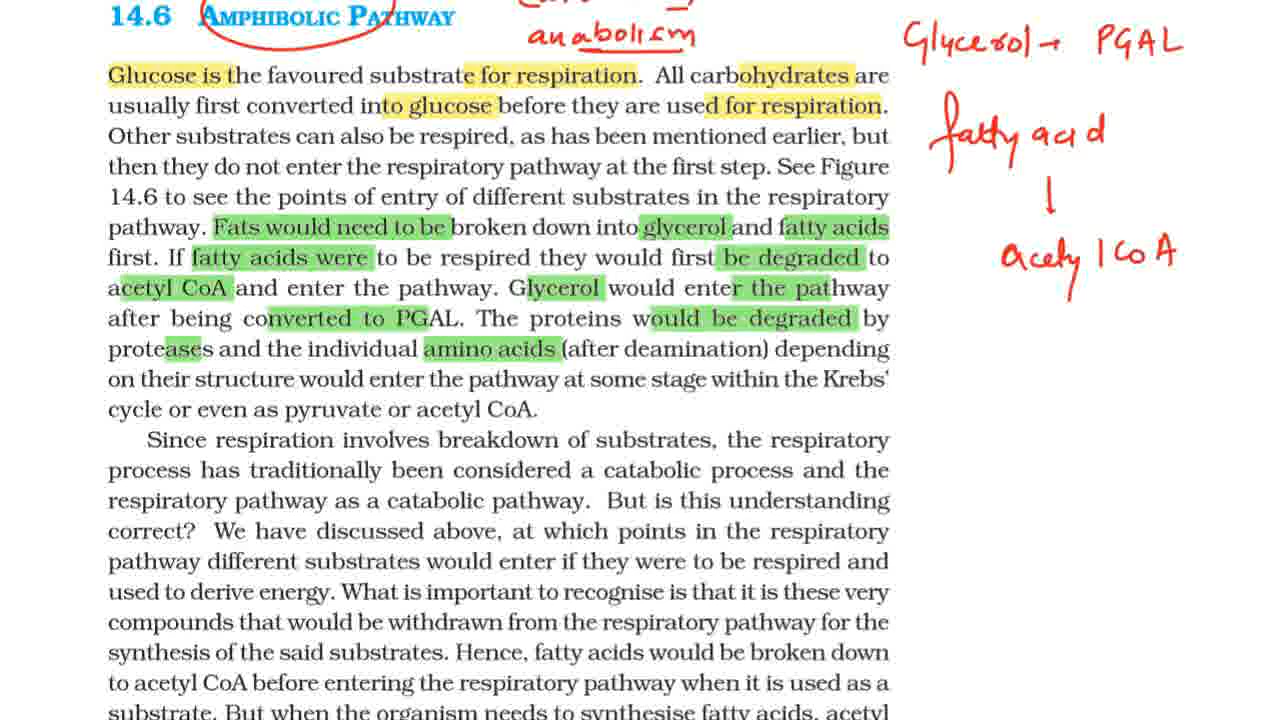 14.6 AMPHIBOLIC PATHWAY
anabolism
Glycerol → PGAL
fatty acid
↓
acetyl CoA
Glucose is the favoured substrate for respiration. All carbohydrates are
usually first converted into glucose before they are used for respiration.
Other substrates can also be respired, as has been mentioned earlier, but
then they do not enter the respiratory pathway at the first step. See Figure
14.6 to see the points of entry of different substrates in the respiratory
pathway. Fats would need to be broken down into glycerol and fatty acids
first. If fatty acids were to be respired they would first be degraded to
acetyl CoA and enter the pathway. Glycerol would enter the pathway
after being converted to PGAL. The proteins would be degraded by
proteases and the individual amino acids (after deamination) depending
on their structure would enter the pathway at some stage within the Krebs'
cycle or even as pyruvate or acetyl CoA.
Since respiration involves breakdown of substrates, the respiratory
process has traditionally been considered a catabolic process and the
respiratory pathway as a catabolic pathway. But is this understanding
correct? We have discussed above, at which points in the respiratory
pathway different substrates would enter if they were to be respired and
used to derive energy. What is important to recognise is that it is these very
compounds that would be withdrawn from the respiratory pathway for the
synthesis of the said substrates. Hence, fatty acids would be broken down
to acetyl CoA before entering the respiratory pathway when it is used as a
substrate. But when the organism needs to synthesise fatty acids, acetyl